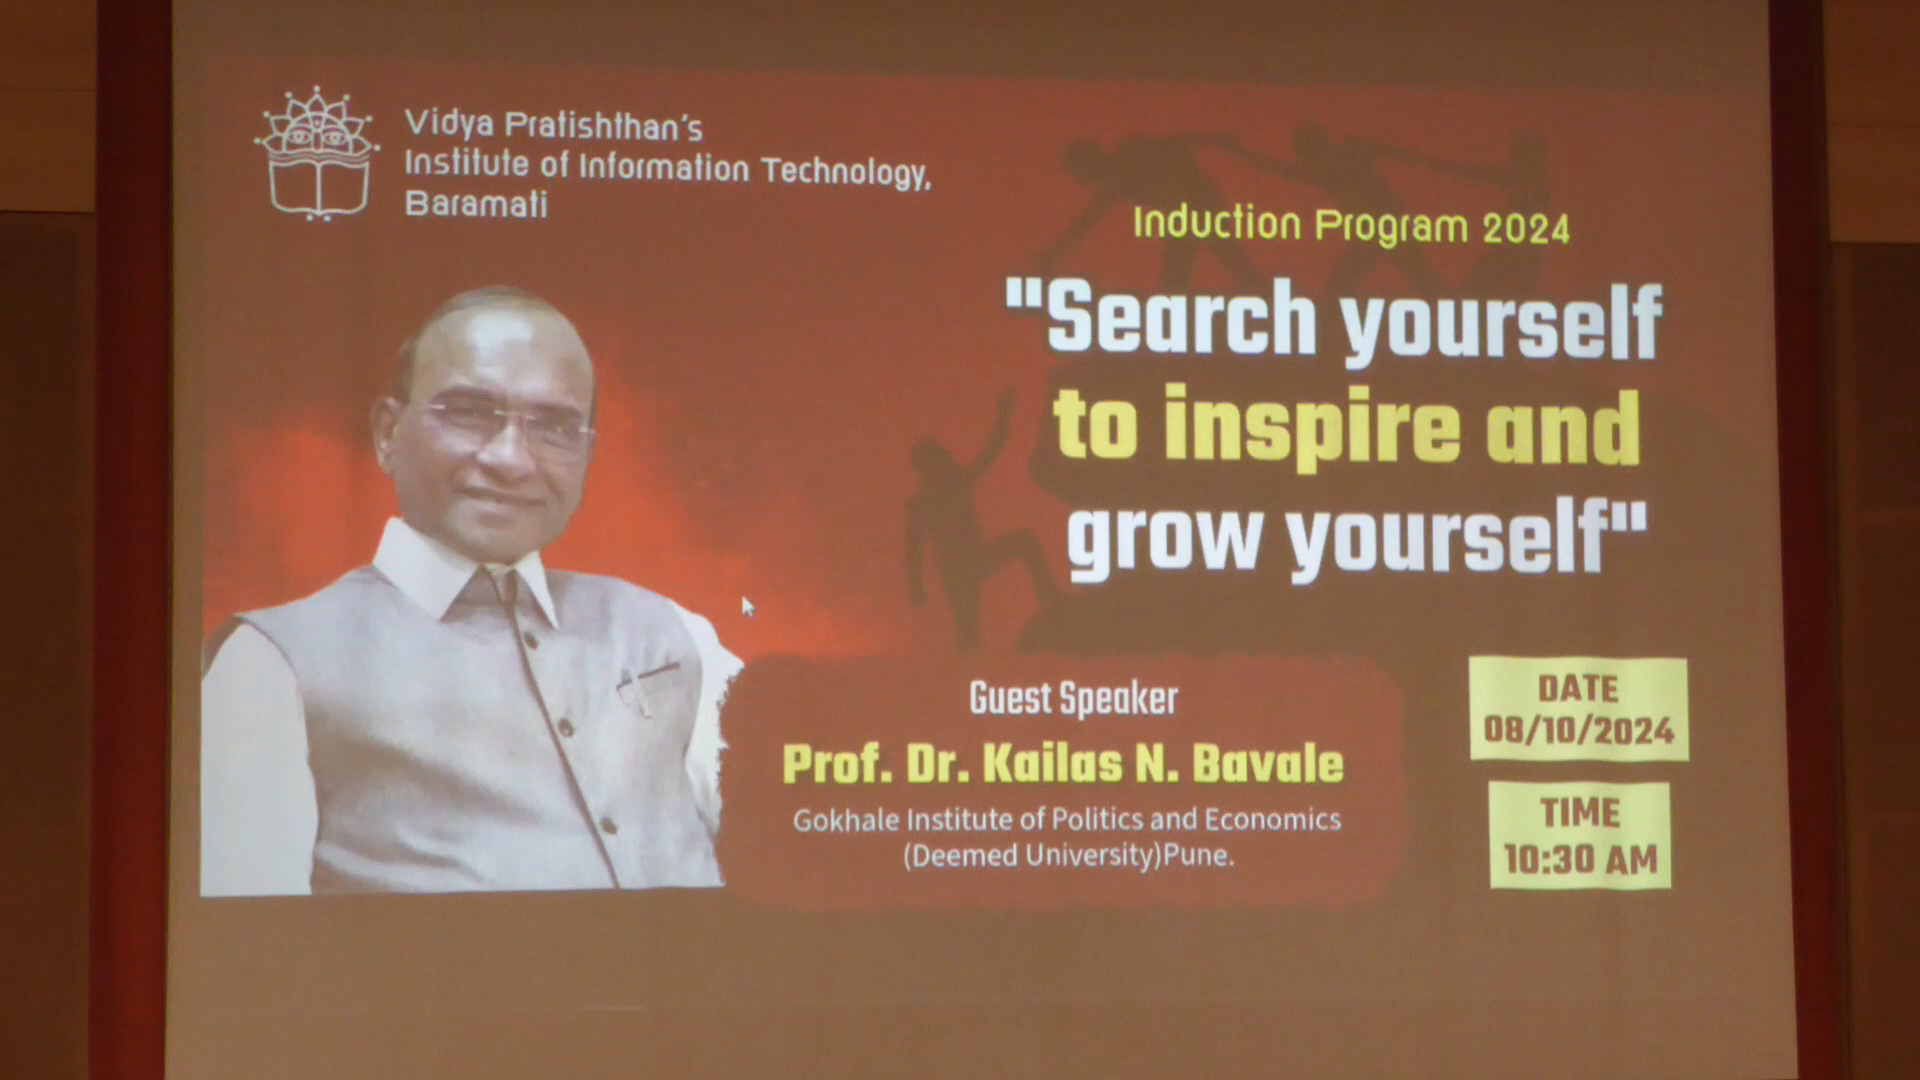 Vidya Pratishthan's
Institute of Information Technology,
Baramati
Induction Program 2024
"Search yourself
to inspire and
grow yourself"
Guest Speaker
Prof. Dr. Kailas N. Bavale
Gokhale Institute of Politics and Economics
(Deemed University)Pune.
DATE
08/10/2024
TIME
10:30 AM